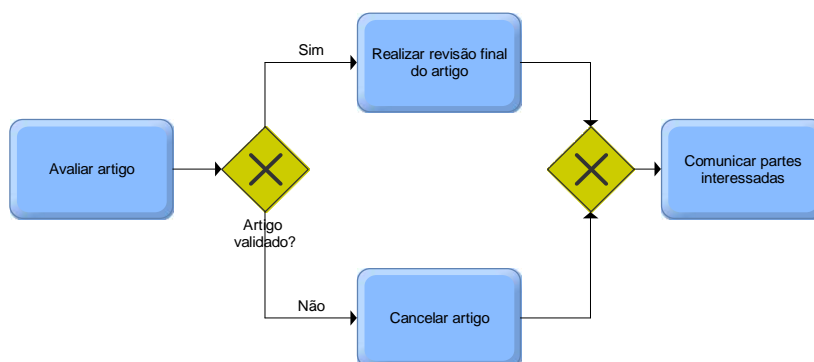 Avaliar artigo
Artigo
validado?
Sim
Realizar revisão final
do artigo
Não
Cancelar artigo
Comunicar partes
interessadas